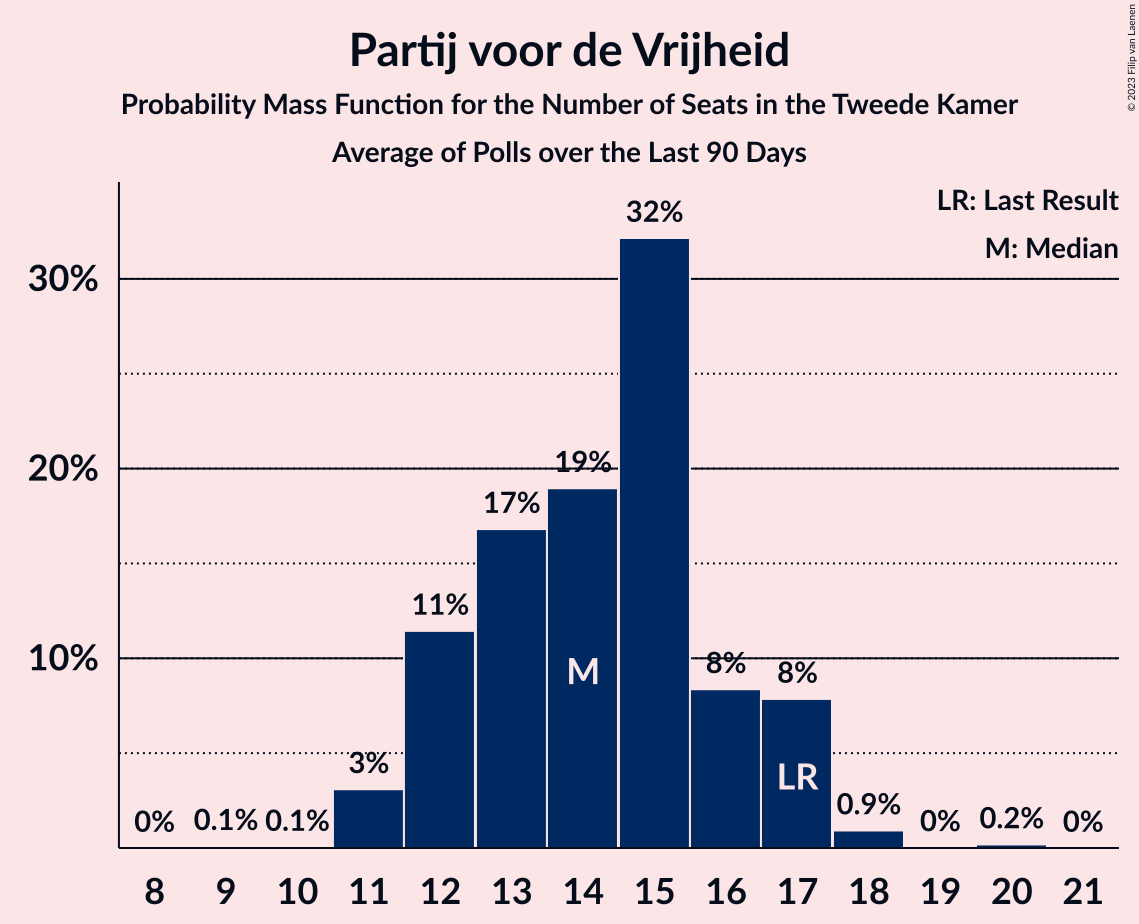 Partij voor de Vrijheid
Probability Mass Function for the Number of Seats in the Tweede Kamer
Average of Polls over the Last 90 Days
© 2023 Filip van Laenen
LR: Last Result
M: Median
30%
20%
10%
0%
0.1%
0.1%
3%
11%
17%
19%
32%
8%
8%
0.9%
0%
0.2%
0%
M
LR
8 9 10 11 12 13 14 15 16 17 18 19 20 21